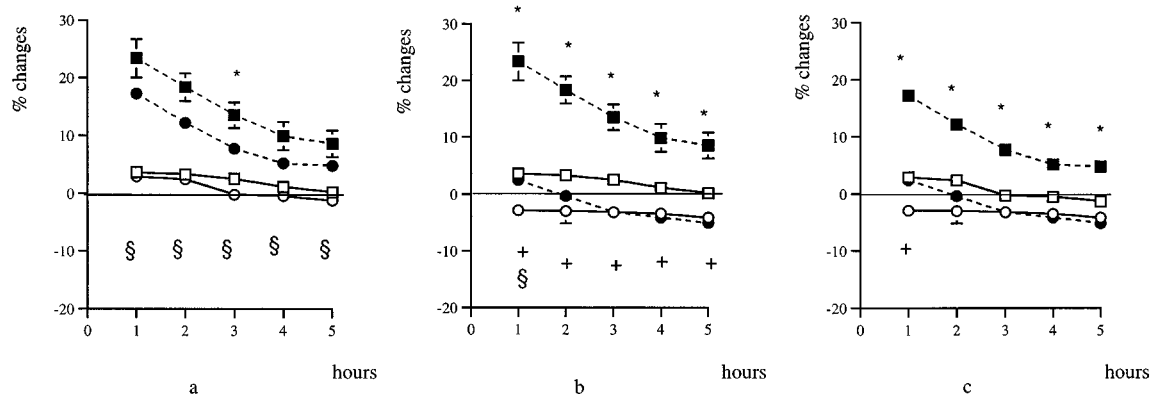 % changes
30
20
10
0
-10
-20
*
§ § § § §
0 1 2 3 4 5
hours
a
% changes
30
20
10
0
-10
-20
* * * * *
+ + + + +
§
0 1 2 3 4 5
hours
b
% changes
30
20
10
0
-10
-20
* * * * *
+
0 1 2 3 4 5
hours
c